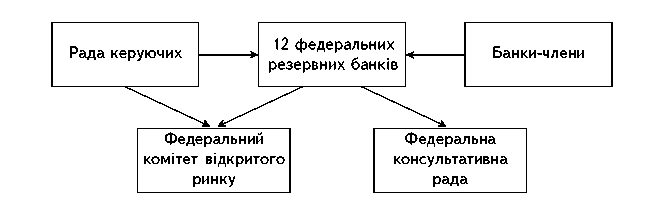 Рада керуючих
12 федеральних
резервних банків
Банки-члени
Федеральний
комітет відкритого
ринку
Федеральна
консультативна
рада